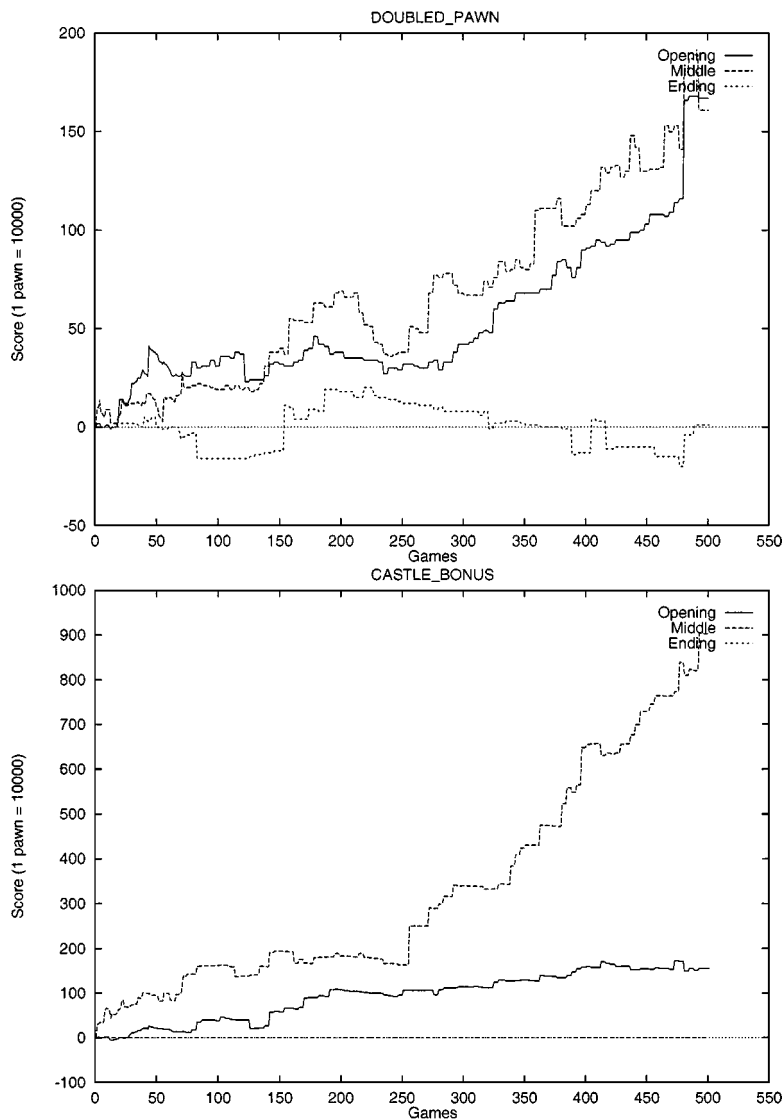 DOUBLED_PAWN
200
150
100
50
0
-50
Score (1 pawn = 10000)
Opening
Middle
Ending
0 50 100 150 200 250 300 350 400 450 500 550
Games
CASTLE_BONUS
1000
900
800
700
600
500
400
300
200
100
0
-100
Score (1 pawn = 10000)
Opening
Middle
Ending
0 50 100 150 200 250 300 350 400 450 500 550
Games